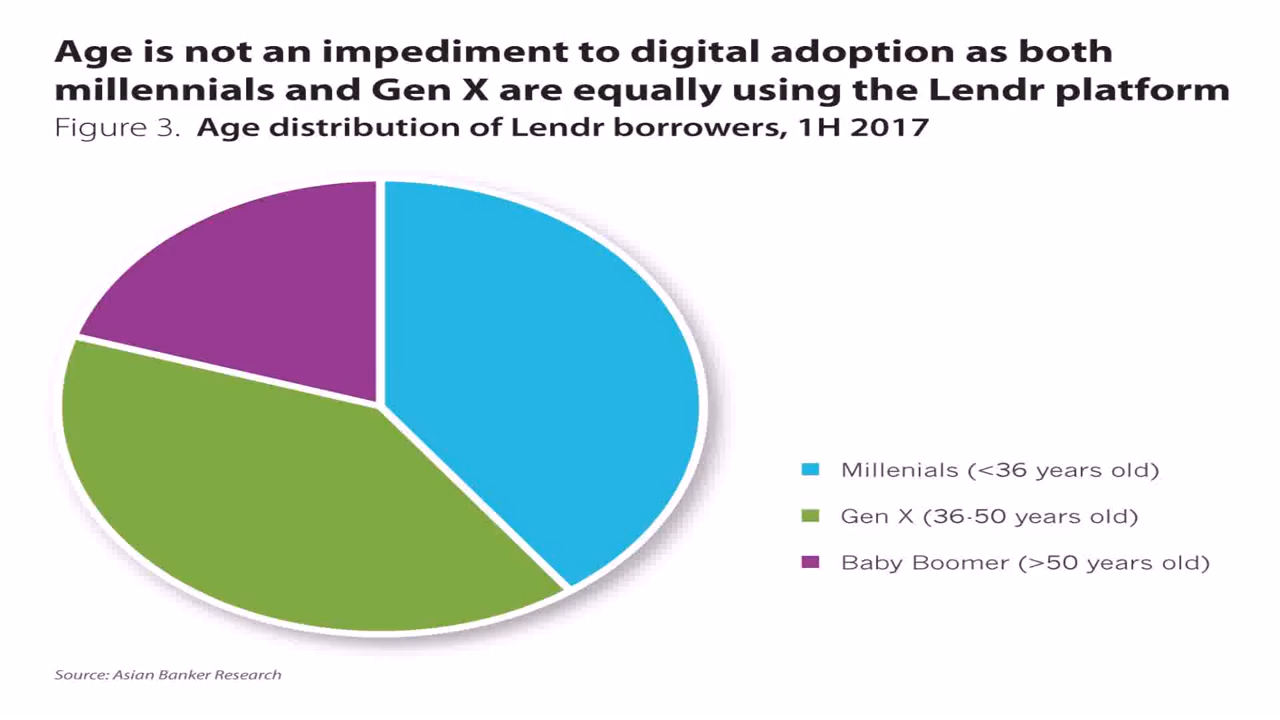 Age is not an impediment to digital adoption as both
millennials and Gen X are equally using the Lendr platform
Figure 3. Age distribution of Lendr borrowers, 1H 2017
Millenials (<36 years old)
Gen X (36-50 years old)
Baby Boomer (>50 years old)
Source: Asian Banker Research